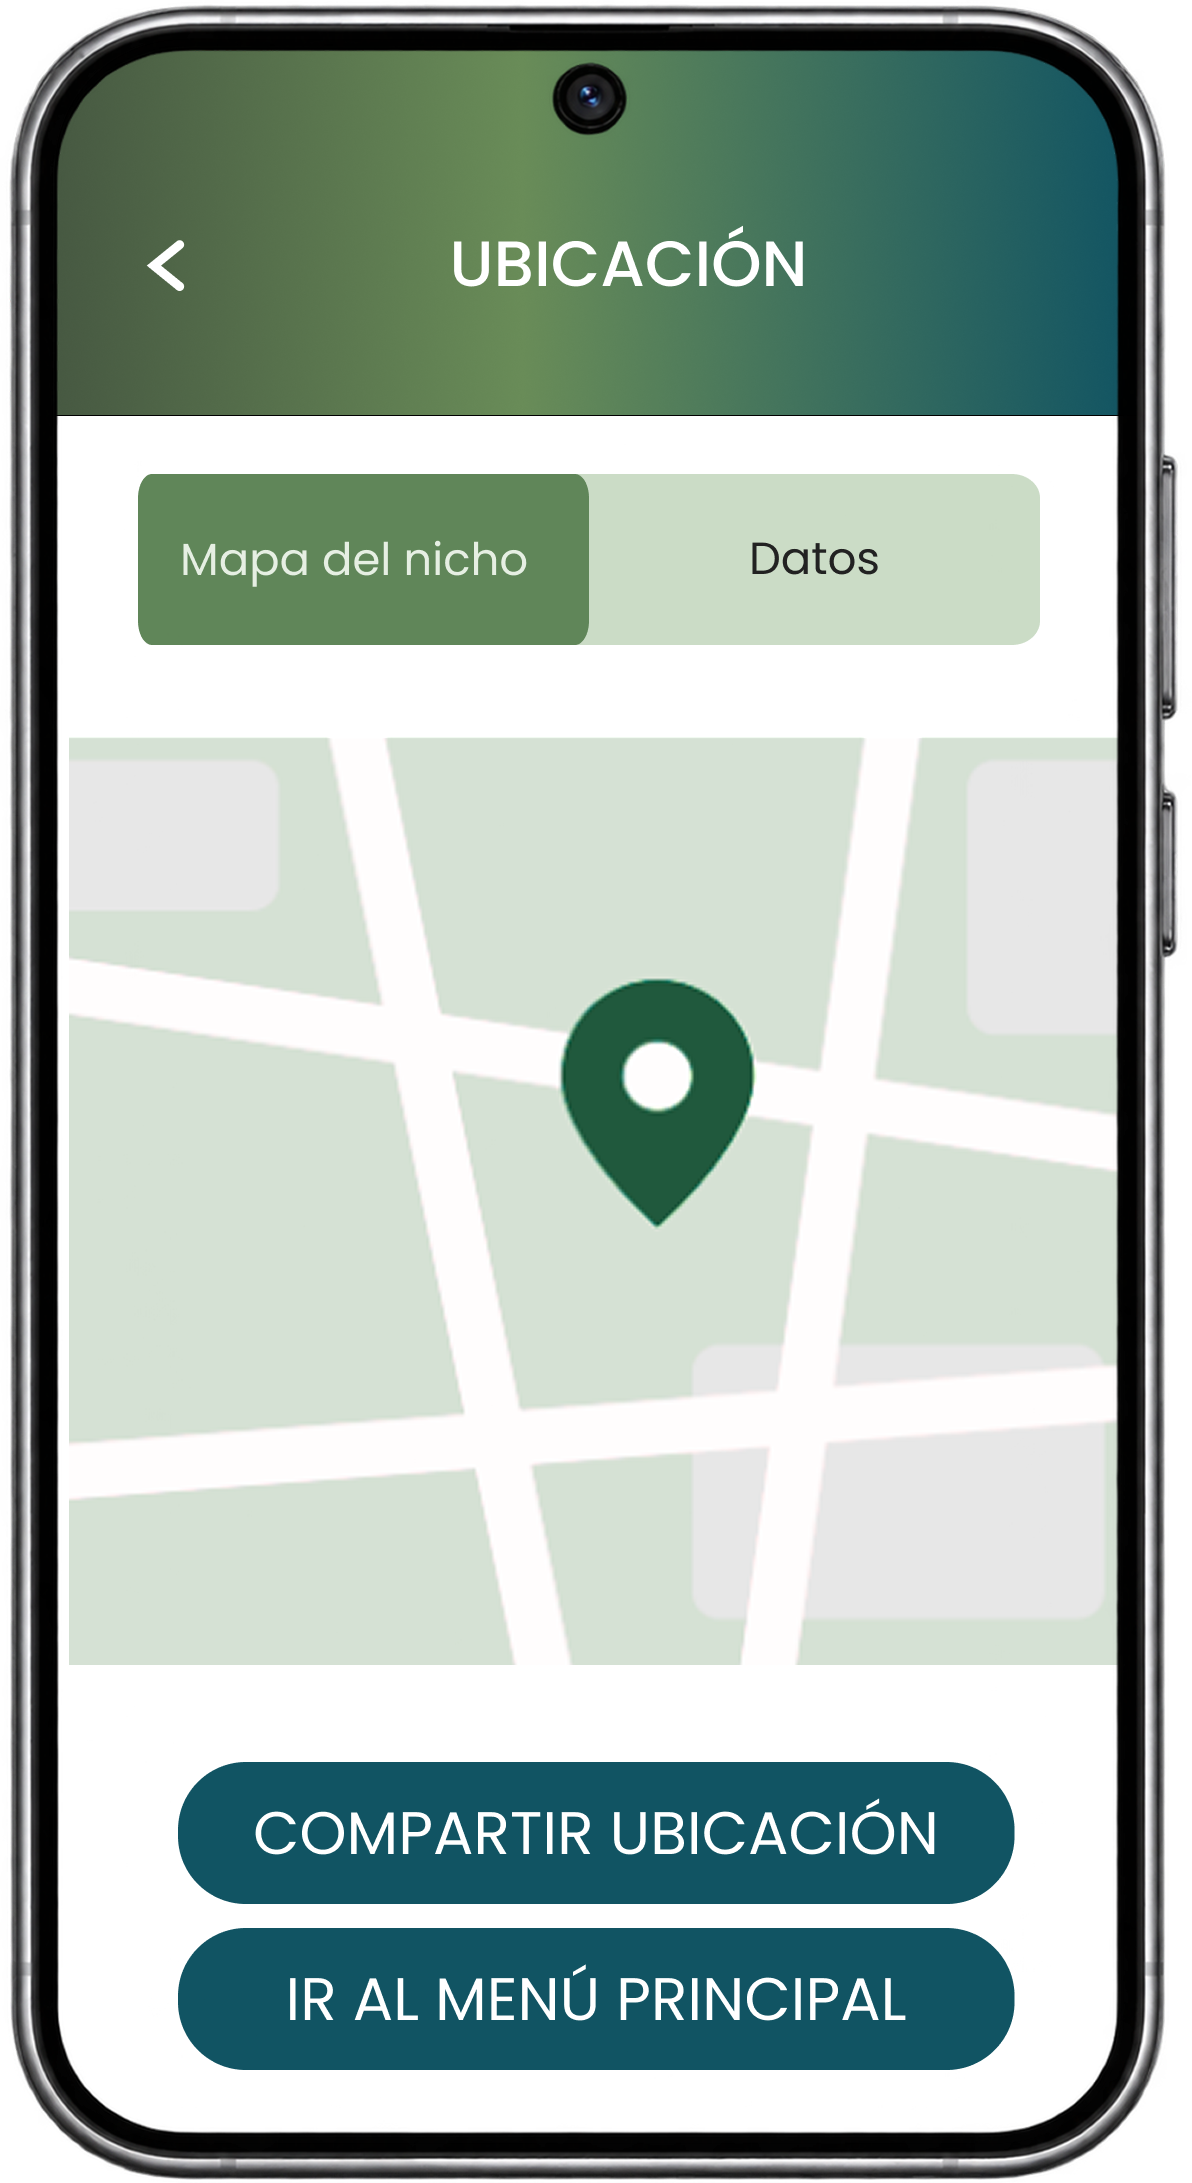 UBICACIÓN
Mapa del nicho
Datos
COMPARTIR UBICACIÓN
IR AL MENÚ PRINCIPAL